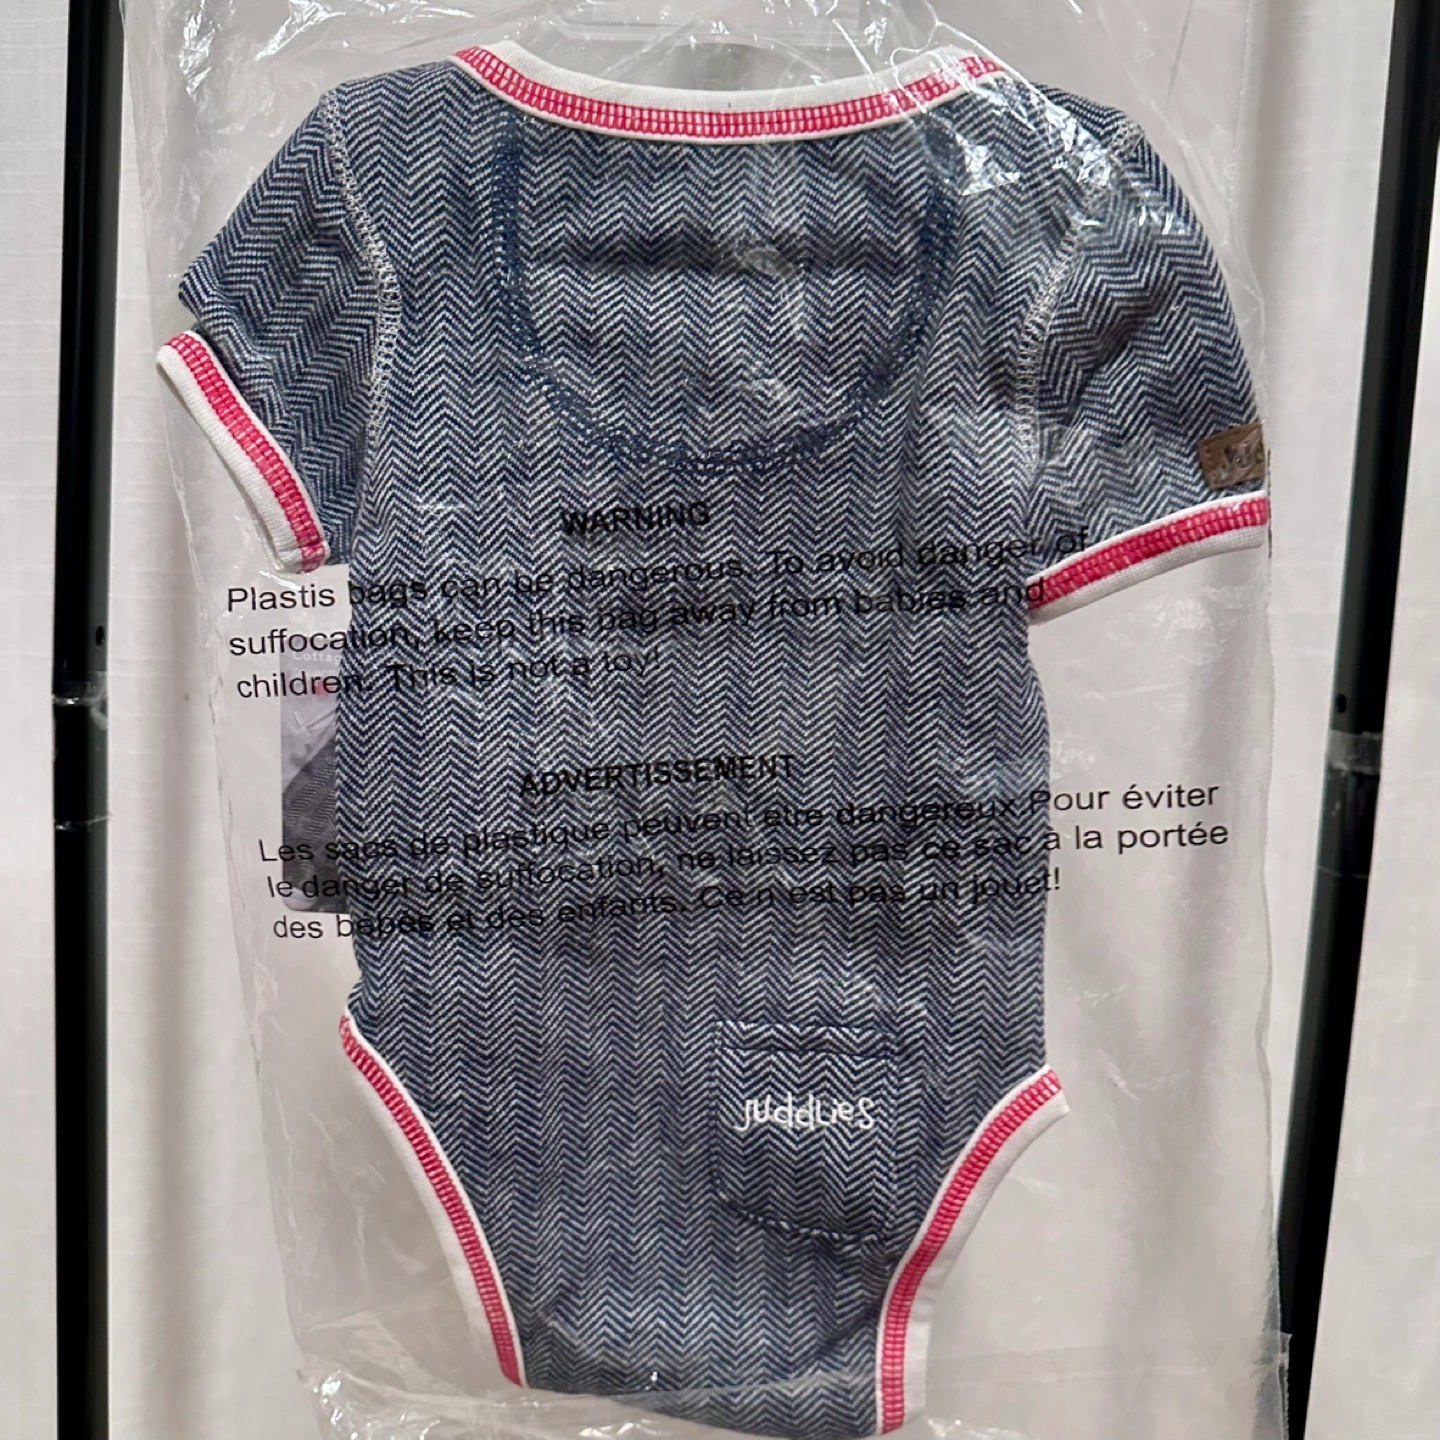 WARNING
Plastis bags can be dangerous. To avoid danger of
suffocation, keep this bag away from babies and
children. This is not a toy!
ADVERTISSEMENT
Les sacs de plastique peuvent etre dangereux Pour éviter
le danger de suffocation, ne laissez pas ce sac à la portée
des bébés et des enfants. Ce n est pas un jouet!
juddlies